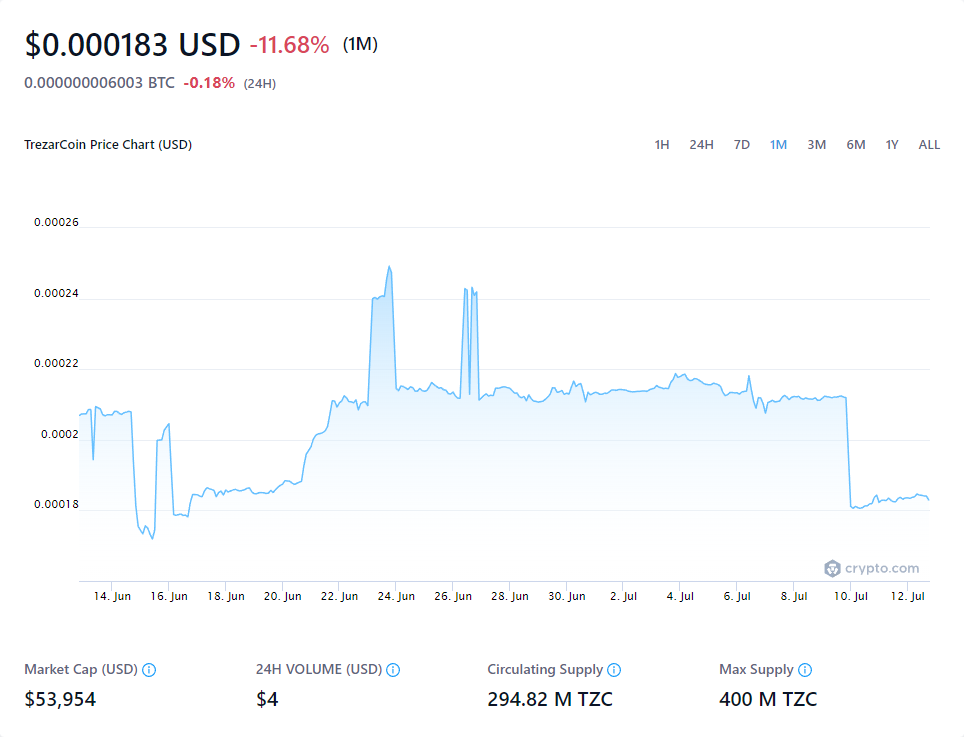 $0.000183 USD -11.68% (1M)
0.000000006003 BTC -0.18% (24H)
TrezarCoin Price Chart (USD) 1H 24H 7D 1M 3M 6M 1Y ALL
0.00026
0.00024
0.00022
0.0002
0.00018
crypto.com
14. Jun 16. Jun 18. Jun 20. Jun 22. Jun 24. Jun 26. Jun 28. Jun 30. Jun 2. Jul 4. Jul 6. Jul 8. Jul 10. Jul 12. Jul
Market Cap (USD) 24H VOLUME (USD) Circulating Supply Max Supply
$53,954 $4 294.82 M TZC 400 M TZC